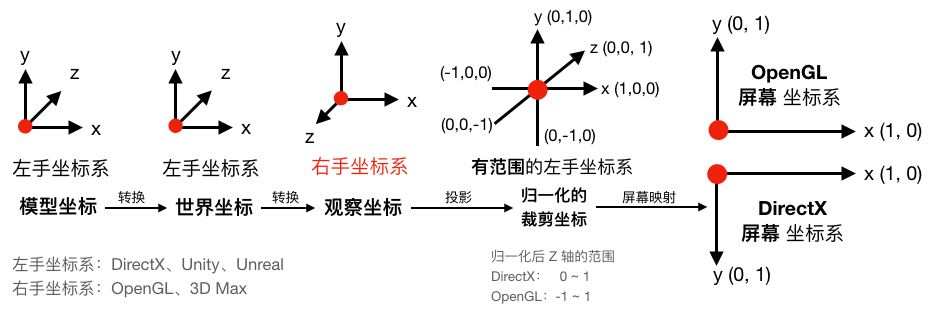 y
z
x
左手坐标系
模型坐标
转换
y
z
x
左手坐标系
世界坐标
转换
y
x
z
右手坐标系
观察坐标
投影
y (0,1,0)
z (0,0, 1)
(-1,0,0)
x (1,0,0)
(0,0,-1)
(0,-1,0)
有范围的左手坐标系
归一化的
裁剪坐标
屏幕映射
y (0, 1)
OpenGL
屏幕 坐标系
x (1, 0)
x (1, 0)
DirectX
屏幕 坐标系
y (0, 1)
左手坐标系：DirectX、Unity、Unreal
右手坐标系：OpenGL、3D Max
归一化后 Z 轴的范围
DirectX： 0 ~ 1
OpenGL：-1 ~ 1